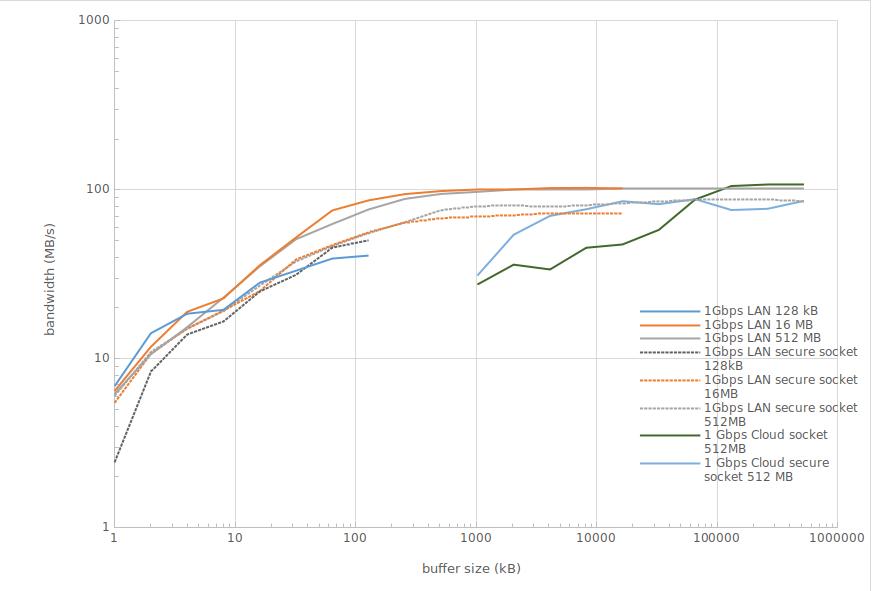 1000
100
10
1
bandwidth (MB/s)
1Gbps LAN 128 kB
1Gbps LAN 16 MB
1Gbps LAN 512 MB
1Gbps LAN secure socket
128kB
1Gbps LAN secure socket
16MB
1Gbps LAN secure socket
512MB
1 Gbps Cloud socket
512MB
1 Gbps Cloud secure
socket 512 MB
1 10 100 1000 10000 100000 1000000
buffer size (kB)